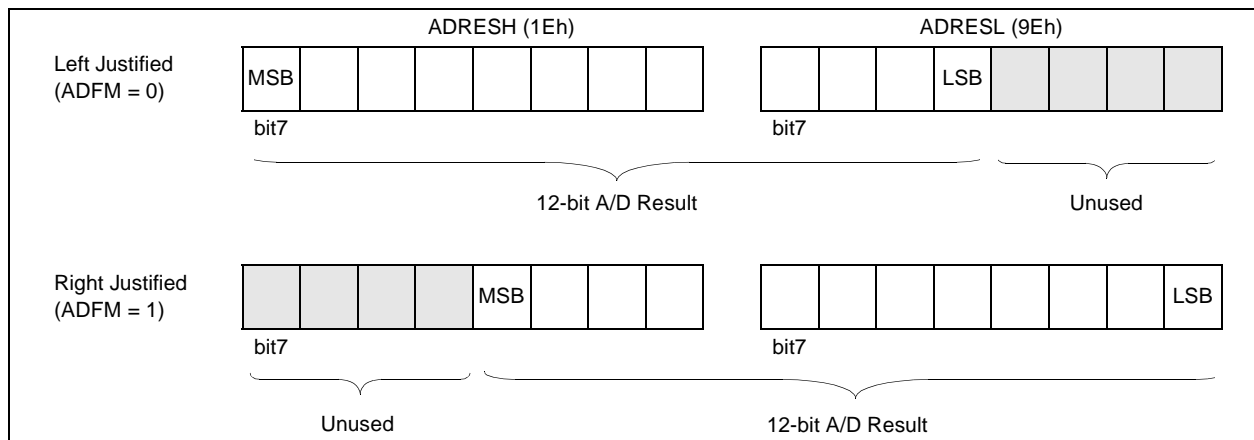 ADRESH (1Eh) ADRESL (9Eh)
Left Justified
(ADFM = 0)
MSB LSB
bit7 bit7
12-bit A/D Result Unused
Right Justified
(ADFM = 1)
MSB LSB
bit7 bit7
Unused 12-bit A/D Result